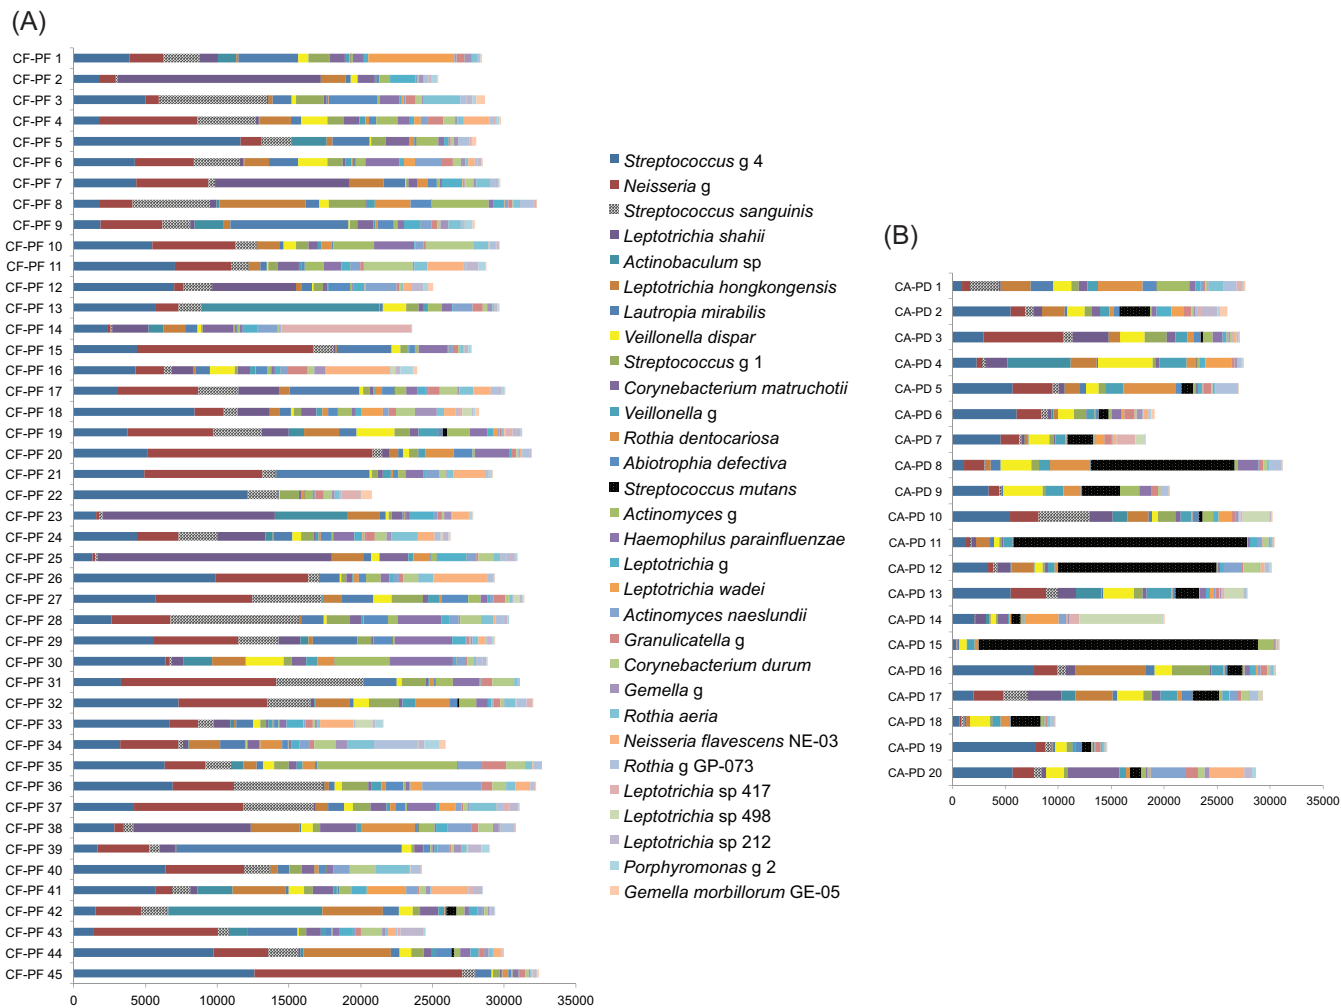 (A)
CF-PF 1
CF-PF 2
CF-PF 3
CF-PF 4
CF-PF 5
CF-PF 6
CF-PF 7
CF-PF 8
CF-PF 9
CF-PF 10
CF-PF 11
CF-PF 12
CF-PF 13
CF-PF 14
CF-PF 15
CF-PF 16
CF-PF 17
CF-PF 18
CF-PF 19
CF-PF 20
CF-PF 21
CF-PF 22
CF-PF 23
CF-PF 24
CF-PF 25
CF-PF 26
CF-PF 27
CF-PF 28
CF-PF 29
CF-PF 30
CF-PF 31
CF-PF 32
CF-PF 33
CF-PF 34
CF-PF 35
CF-PF 36
CF-PF 37
CF-PF 38
CF-PF 39
CF-PF 40
CF-PF 41
CF-PF 42
CF-PF 43
CF-PF 44
CF-PF 45
0 5000 10000 15000 20000 25000 30000 35000
Streptococcus g 4
Neisseria g
Streptococcus sanguinis
Leptotrichia shahii
Actinobaculum sp
Leptotrichia hongkongensis
Lautropia mirabilis
Veillonella dispar
Streptococcus g 1
Corynebacterium matruchotii
Veillonella g
Rothia dentocariosa
Abiotrophia defectiva
Streptococcus mutans
Actinomyces g
Haemophilus parainfluenzae
Leptotrichia g
Leptotrichia wadei
Actinomyces naeslundii
Granulicatella g
Corynebacterium durum
Gemella g
Rothia aeria
Neisseria flavescens NE-03
Rothia g GP-073
Leptotrichia sp 417
Leptotrichia sp 498
Leptotrichia sp 212
Porphyromonas g 2
Gemella morbillorum GE-05
(B)
CA-PD 1
CA-PD 2
CA-PD 3
CA-PD 4
CA-PD 5
CA-PD 6
CA-PD 7
CA-PD 8
CA-PD 9
CA-PD 10
CA-PD 11
CA-PD 12
CA-PD 13
CA-PD 14
CA-PD 15
CA-PD 16
CA-PD 17
CA-PD 18
CA-PD 19
CA-PD 20
0 5000 10000 15000 20000 25000 30000 35000